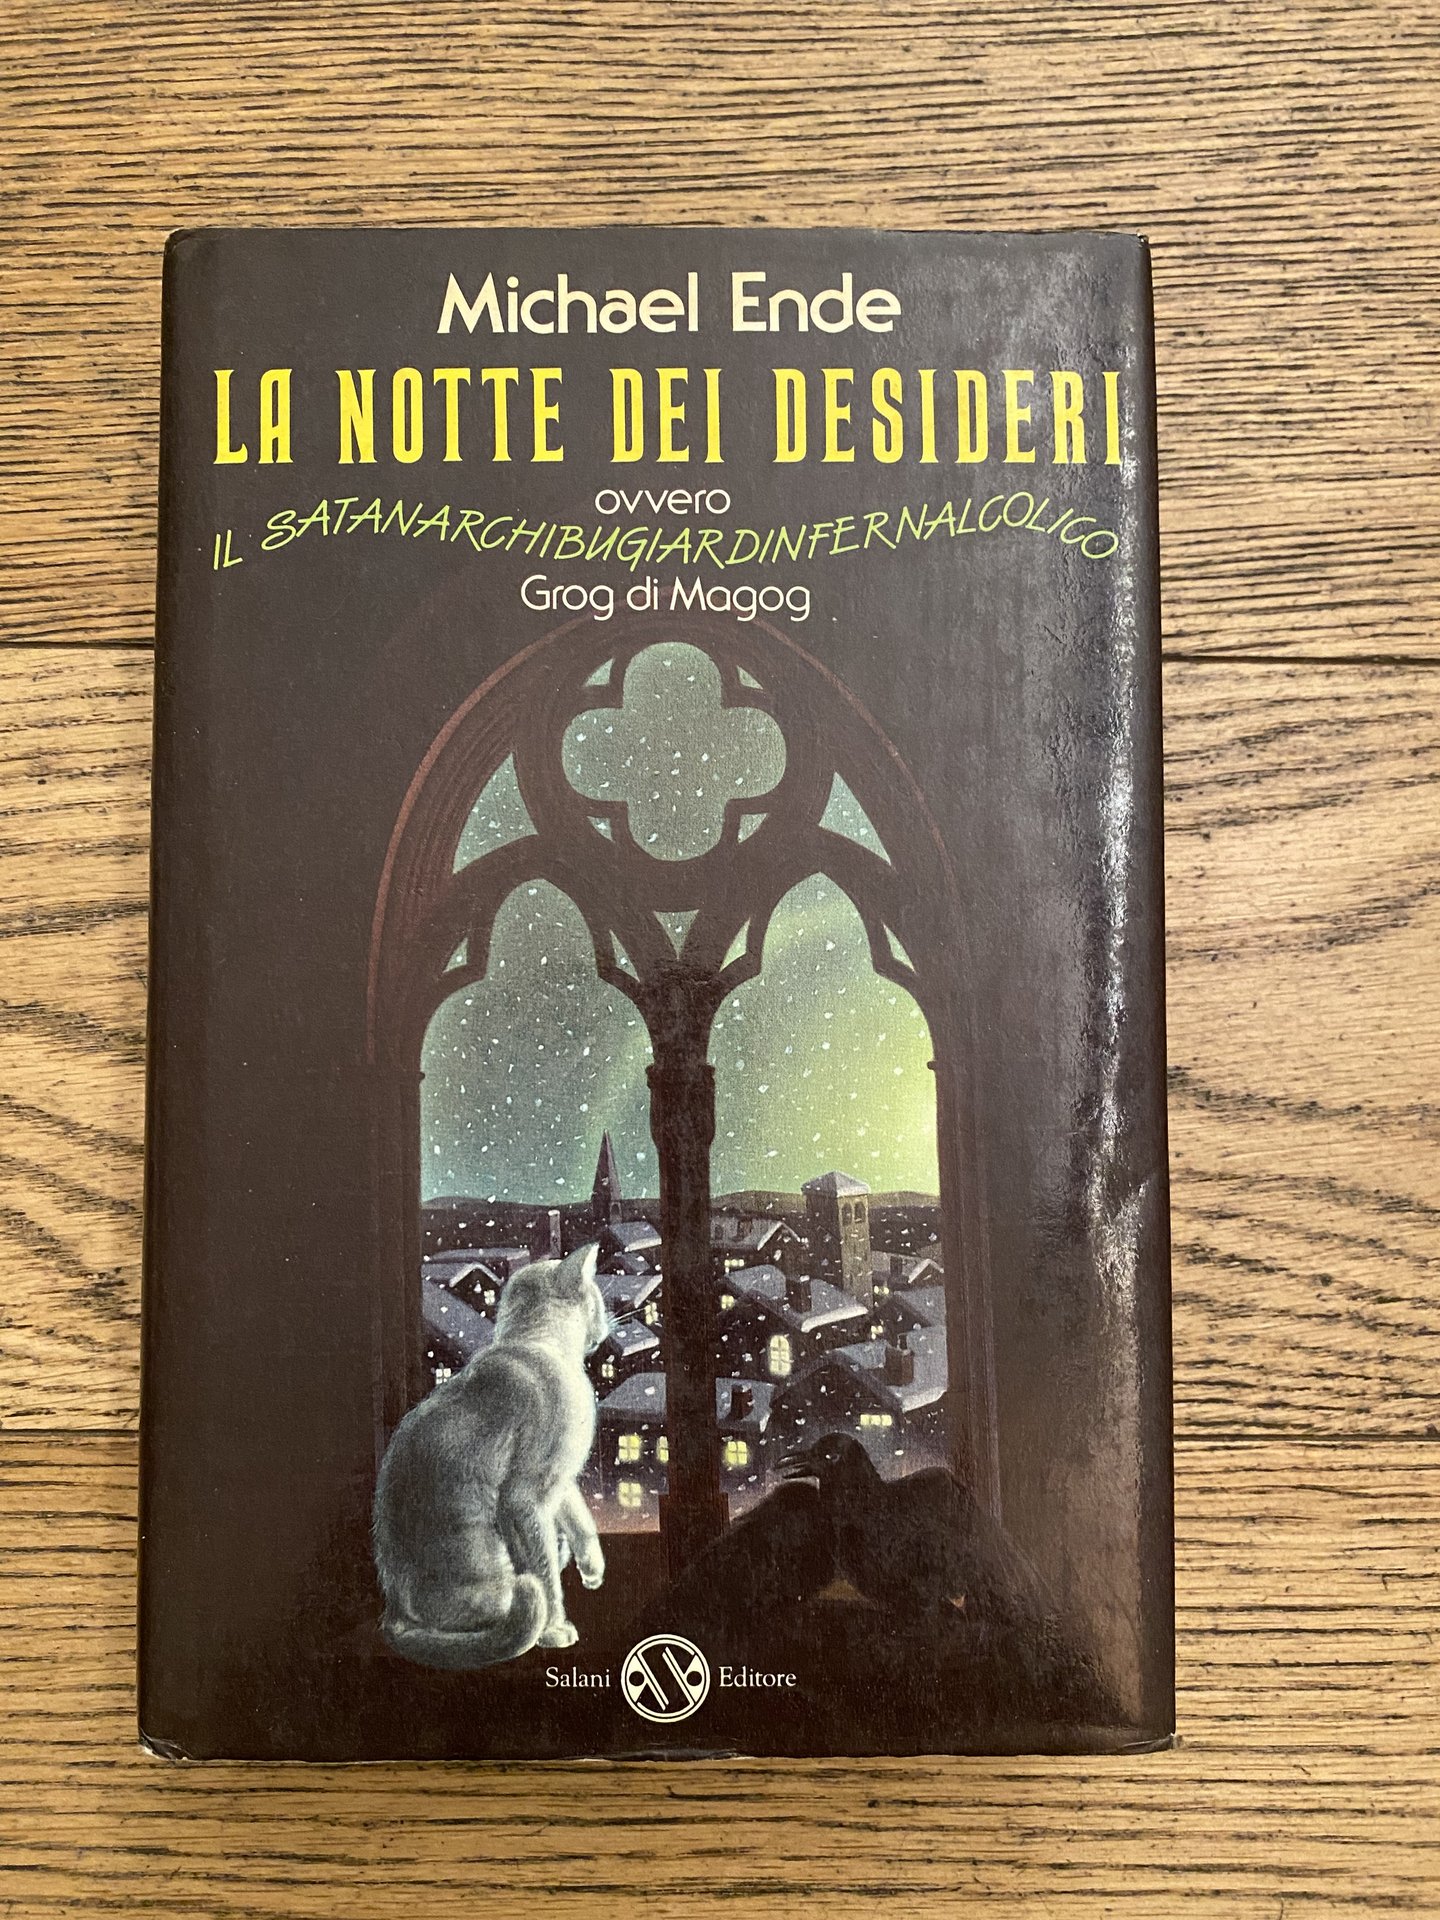 Michael Ende
LA NOTTE DEI DESIDERI
ovvero
IL SATANARCHIBUGIARDINFERNALCOLICO
Grog di Magog
Salani Editore